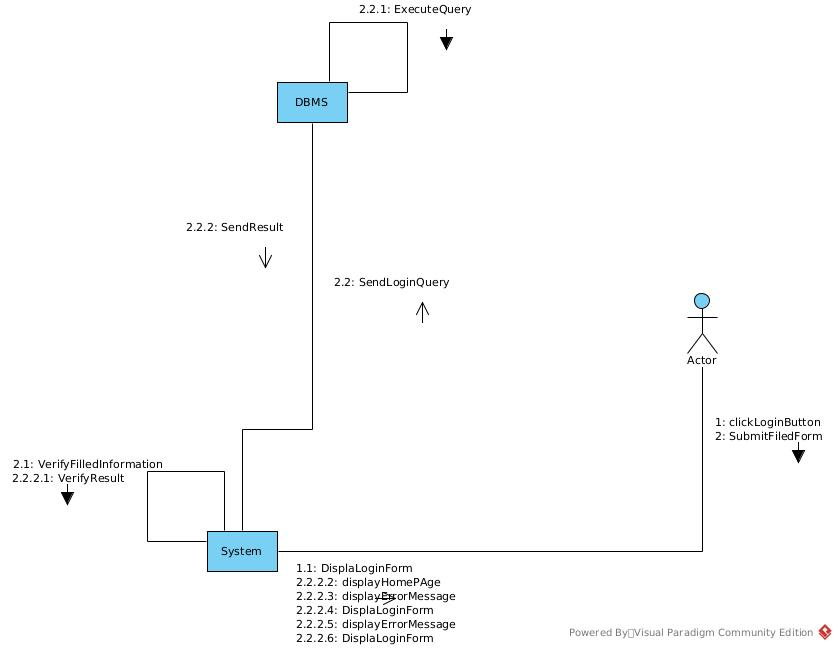 2.2.1: ExecuteQuery
DBMS
2.2.2: SendResult
2.2: SendLoginQuery
Actor
1: clickLoginButton
2: SubmitFiledForm
2.1: VerifyFilledInformation
2.2.2.1: VerifyResult
System
1.1: DisplaLoginForm
2.2.2.2: displayHomePAge
2.2.2.3: displayErrorMessage
2.2.2.4: DisplaLoginForm
2.2.2.5: displayErrorMessage
2.2.2.6: DisplaLoginForm
Powered By Visual Paradigm Community Edition